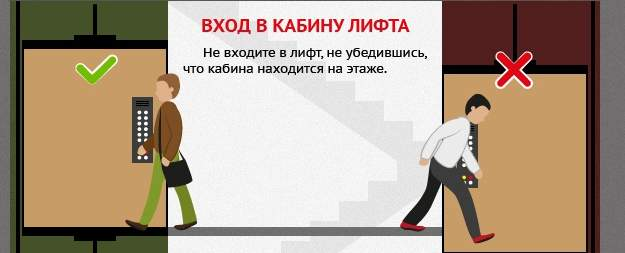 ВХОД В КАБИНУ ЛИФТА
Не входите в лифт, не убедившись,
что кабина находится на этаже.